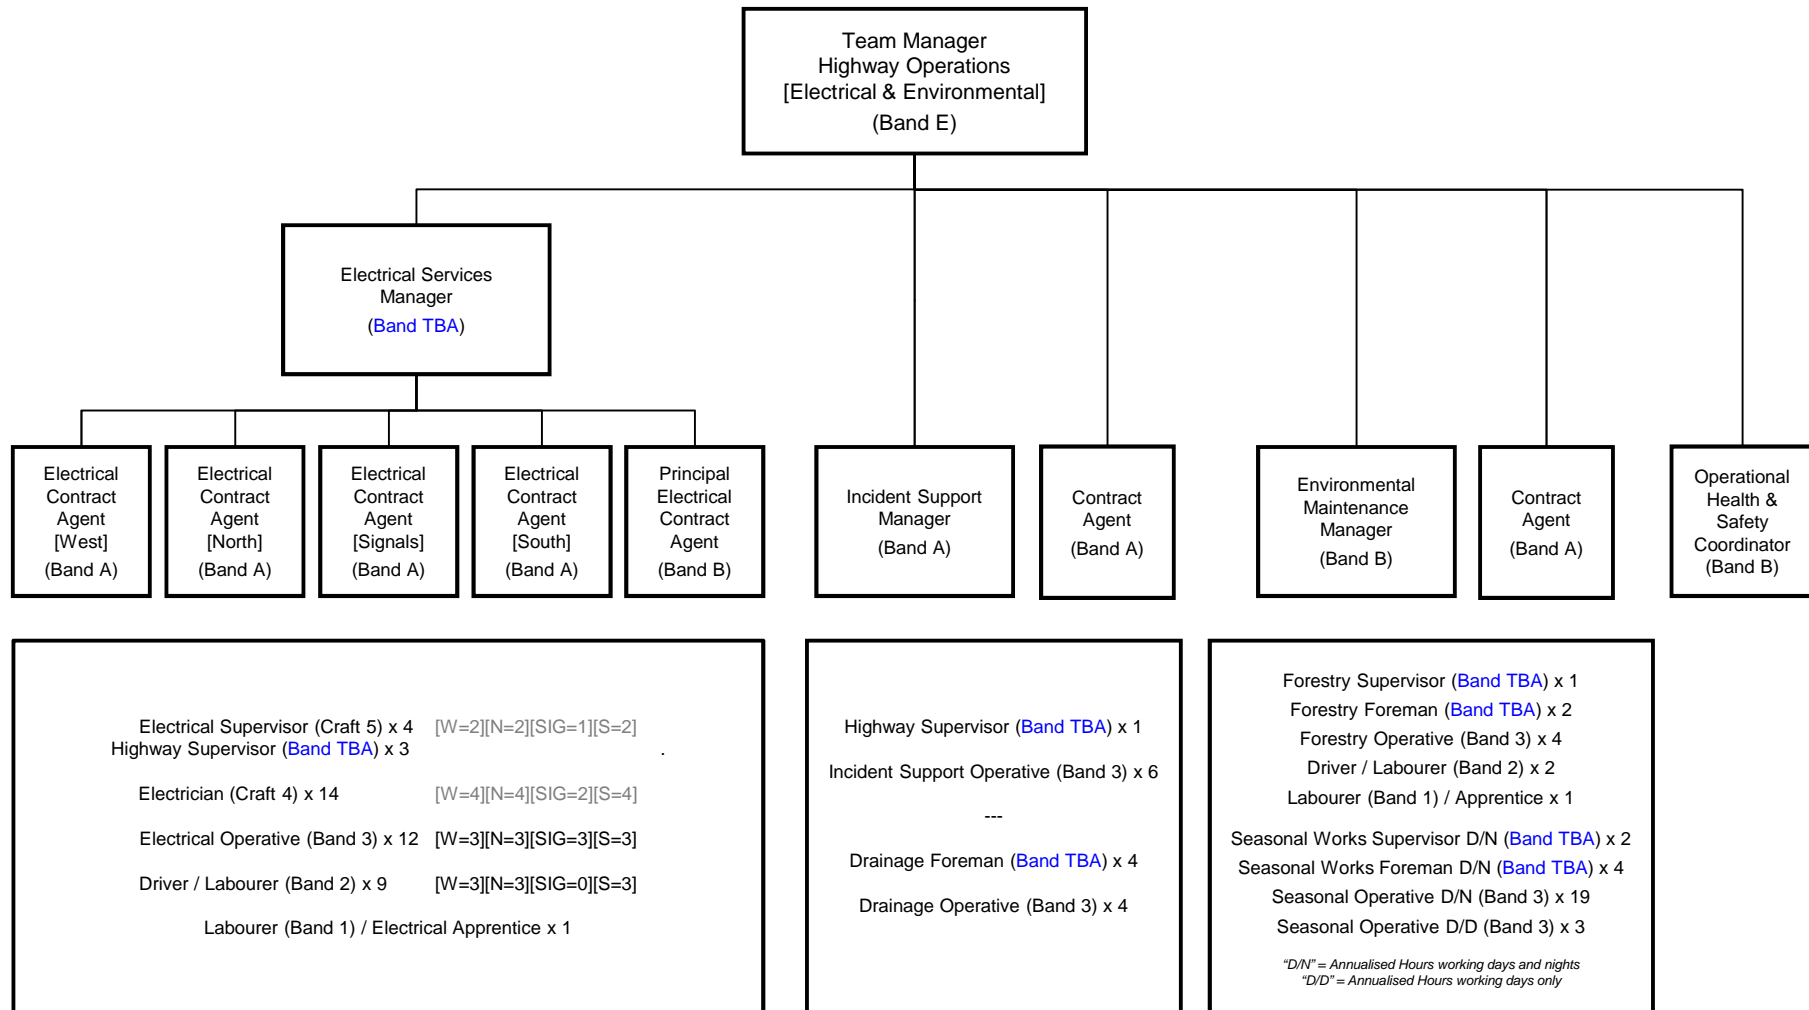 Team Manager
Highway Operations
[Electrical & Environmental]
(Band E)
Electrical Services
Manager
(Band TBA)
Electrical
Contract
Agent
[West]
(Band A)
Electrical
Contract
Agent
[North]
(Band A)
Electrical
Contract
Agent
[Signals]
(Band A)
Electrical
Contract
Agent
[South]
(Band A)
Principal
Electrical
Contract
Agent
(Band B)
Incident Support
Manager
(Band A)
Contract
Agent
(Band A)
Environmental
Maintenance
Manager
(Band B)
Contract
Agent
(Band A)
Operational
Health &
Safety
Coordinator
(Band B)
Electrical Supervisor (Craft 5) x 4 [W=2][N=2][SIG=1][S=2]
Highway Supervisor (Band TBA) x 3 .
Electrician (Craft 4) x 14 [W=4][N=4][SIG=2][S=4]
Electrical Operative (Band 3) x 12 [W=3][N=3][SIG=3][S=3]
Driver / Labourer (Band 2) x 9 [W=3][N=3][SIG=0][S=3]
Labourer (Band 1) / Electrical Apprentice x 1
Highway Supervisor (Band TBA) x 1
Incident Support Operative (Band 3) x 6
---
Drainage Foreman (Band TBA) x 4
Drainage Operative (Band 3) x 4
Forestry Supervisor (Band TBA) x 1
Forestry Foreman (Band TBA) x 2
Forestry Operative (Band 3) x 4
Driver / Labourer (Band 2) x 2
Labourer (Band 1) / Apprentice x 1
Seasonal Works Supervisor D/N (Band TBA) x 2
Seasonal Works Foreman D/N (Band TBA) x 4
Seasonal Operative D/N (Band 3) x 19
Seasonal Operative D/D (Band 3) x 3
“D/N” = Annualised Hours working days and nights
“D/D” = Annualised Hours working days only